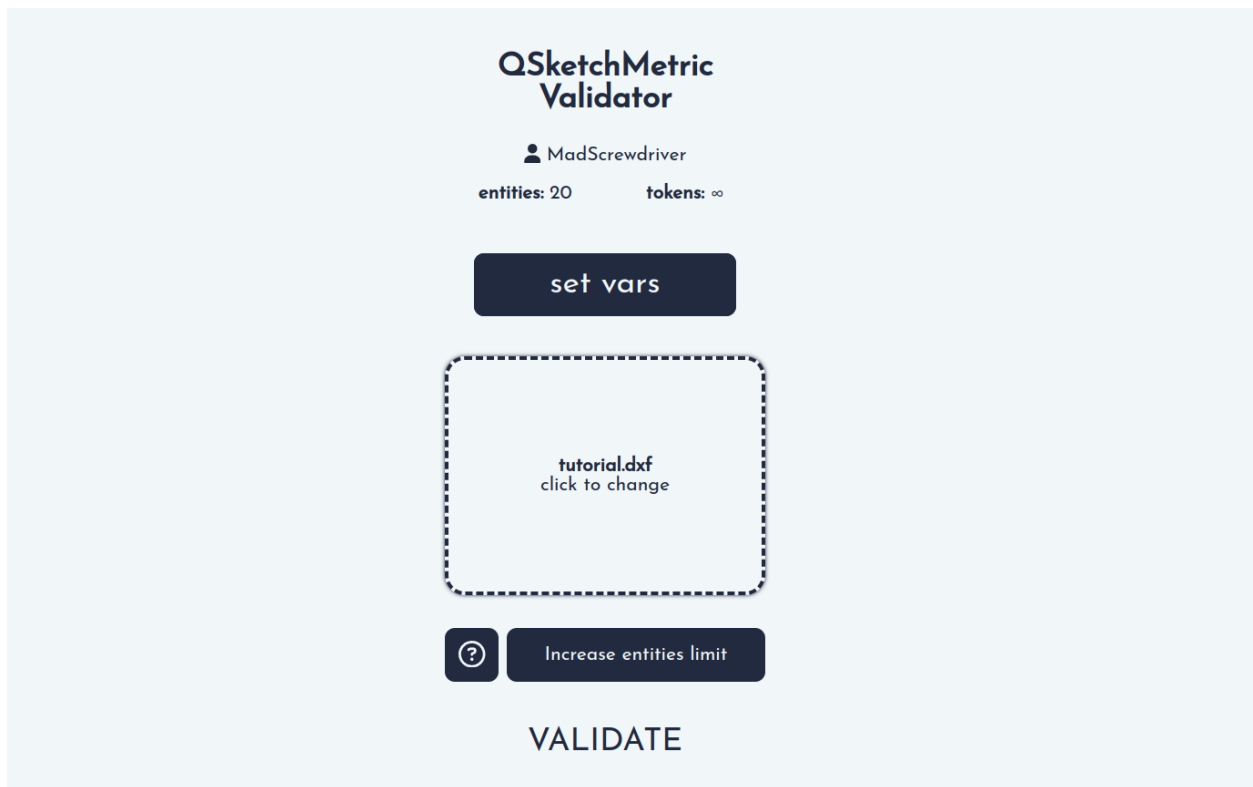 QSketchMetric
Validator
MadScrewdriver
entities: 20 tokens: ∞
set vars
tutorial.dxf
click to change
? Increase entities limit
VALIDATE